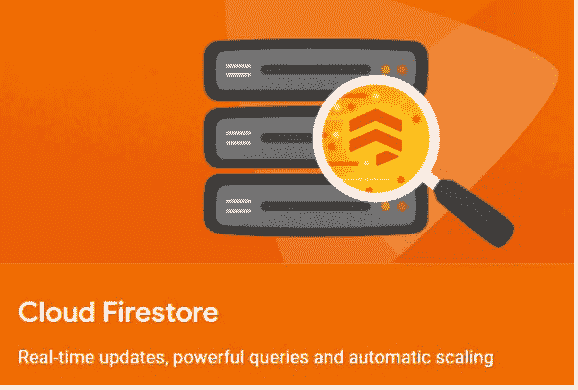 Cloud Firestore
Real-time updates, powerful queries and automatic scaling